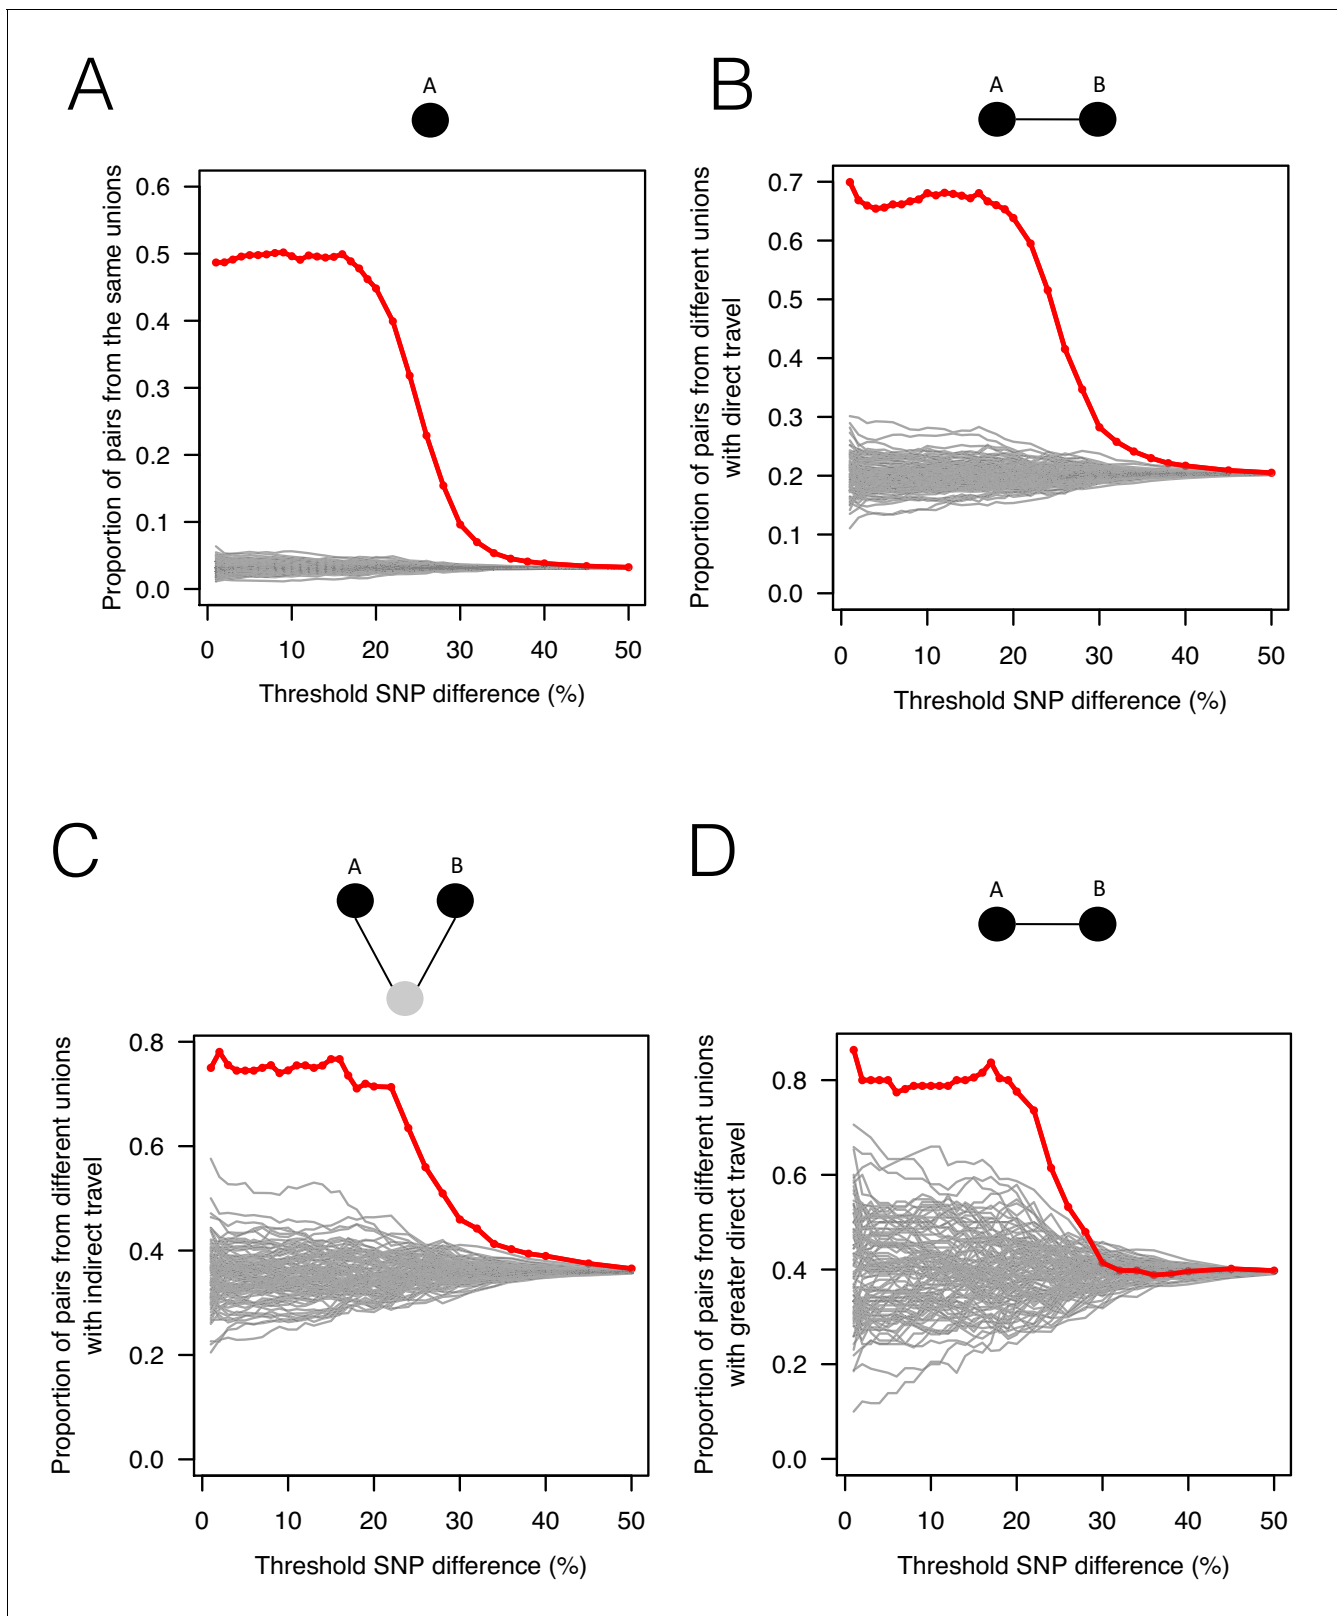 A
A
0.6
0.5
0.4
0.3
0.2
0.1
0.0
Proportion of pairs from the same unions
0 10 20 30 40 50
Threshold SNP difference (%)
B
A B
0.7
0.6
0.5
0.4
0.3
0.2
0.1
0.0
Proportion of pairs from different unions
with direct travel
0 10 20 30 40 50
Threshold SNP difference (%)
C
A B
0.8
0.6
0.4
0.2
0.0
Proportion of pairs from different unions
with indirect travel
0 10 20 30 40 50
Threshold SNP difference (%)
D
A B
0.8
0.6
0.4
0.2
0.0
Proportion of pairs from different unions
with greater direct travel
0 10 20 30 40 50
Threshold SNP difference (%)